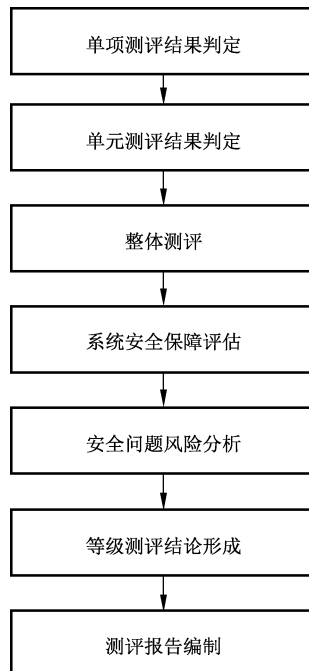 单项测评结果判定
单元测评结果判定
整体测评
系统安全保障评估
安全问题风险分析
等级测评结论形成
测评报告编制